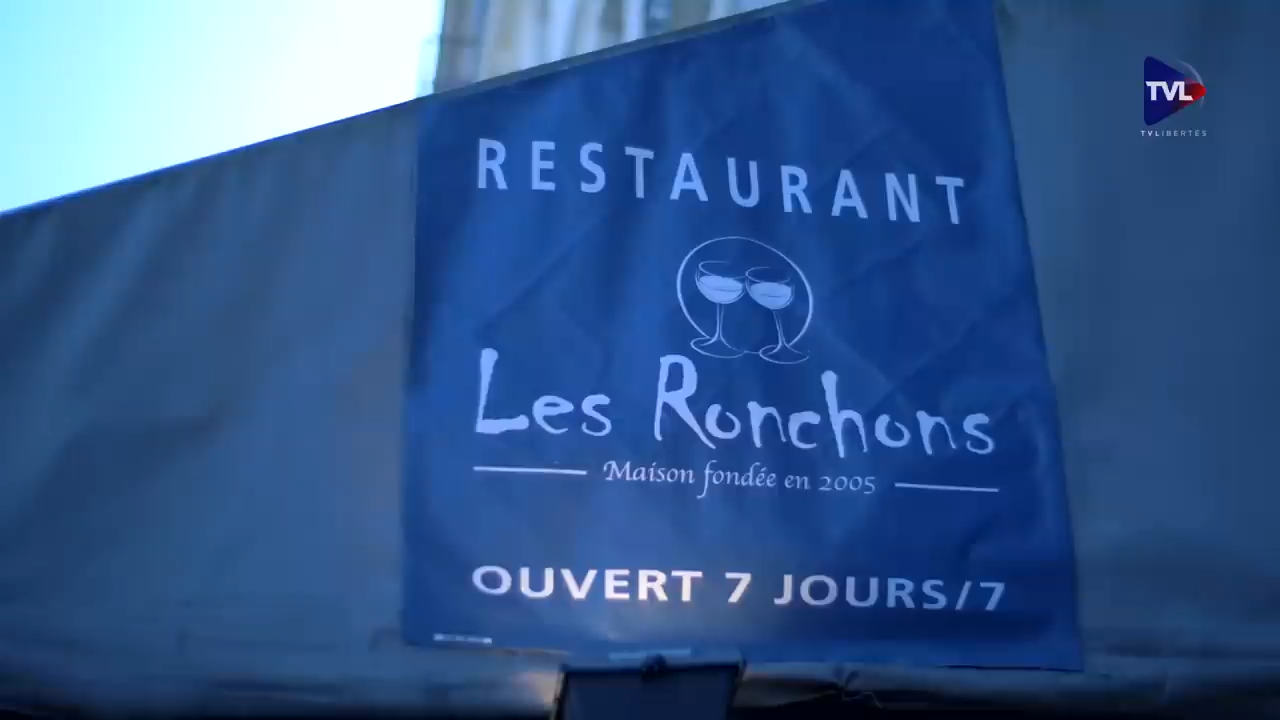 TVL
TVLIBERTÉS
RESTAURANT
Les Ronchons
Maison fondée en 2005
OUVERT 7 JOURS/7